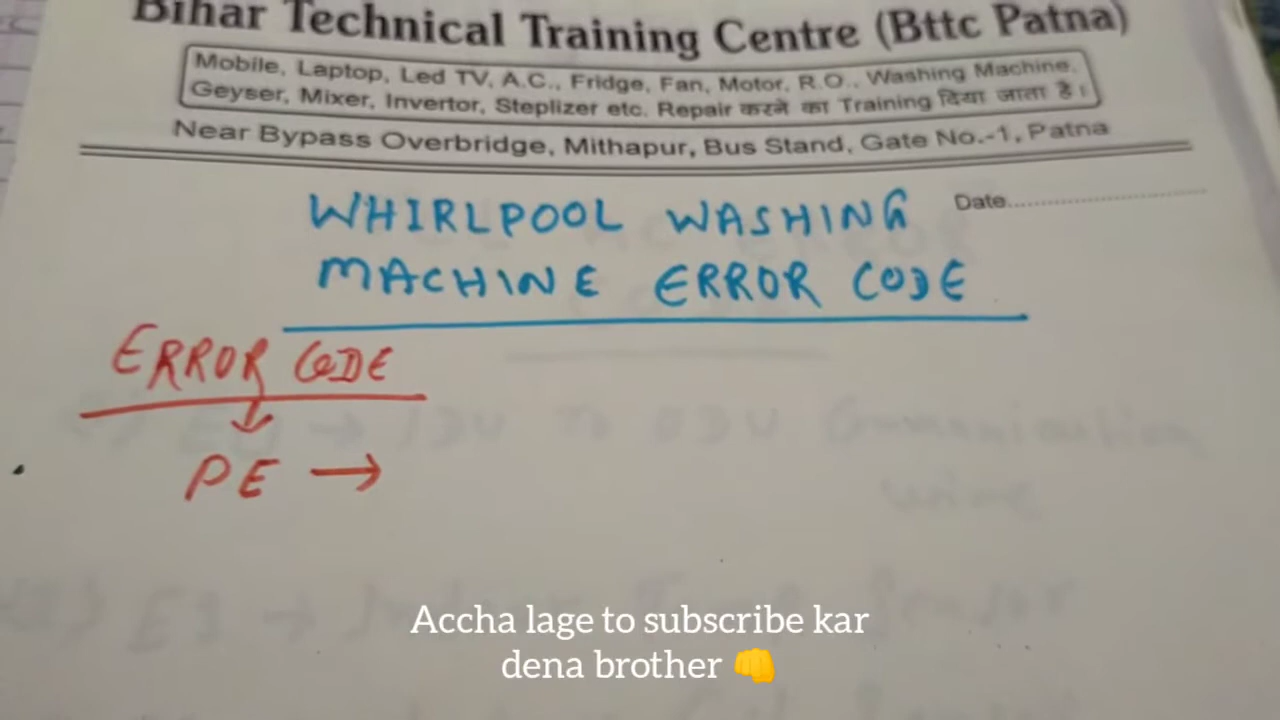 Bihar Technical Training Centre (Bttc Patna)
Mobile, Laptop, Led TV, A.C., Fridge, Fan, Motor, R.O., Washing Machine,
Geyser, Mixer, Invertor, Steplizer etc. Repair करने का Training दिया जाता है।
Near Bypass Overbridge, Mithapur, Bus Stand, Gate No.-1, Patna
Date....................
WHIRLPOOL WASHING
MACHINE ERROR CODE
ERROR CODE
↓
PE →
Accha lage to subscribe kar
dena brother 👊